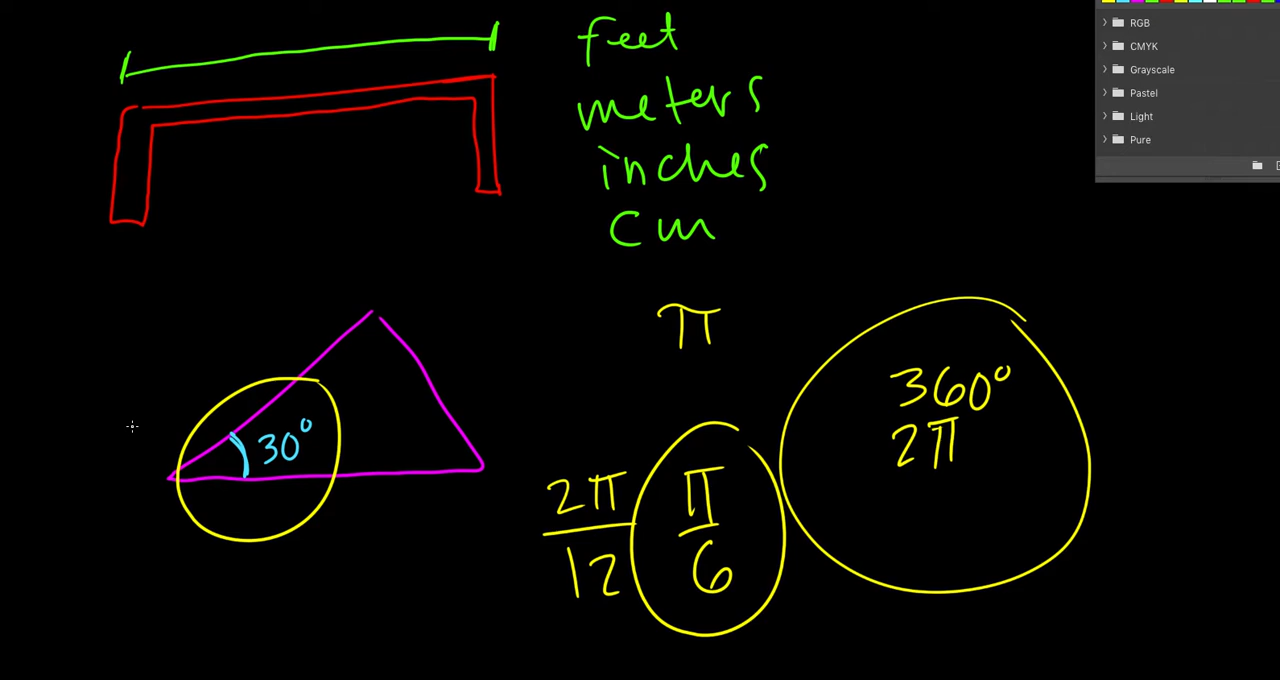 feet
meters
inches
cm
π
30°
2π
12
π
6
360°
2π
RGB
CMYK
Grayscale
Pastel
Light
Pure